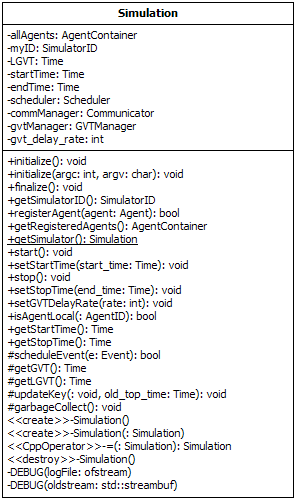 Simulation
-allAgents: AgentContainer
-myID: SimulatorID
-LGVT: Time
-startTime: Time
-endTime: Time
-scheduler: Scheduler
-commManager: Communicator
-gvtManager: GVTManager
-gvt_delay_rate: int
+initialize(): void
+initialize(argc: int, argv: char): void
+finalize(): void
+getSimulatorID(): SimulatorID
+registerAgent(agent: Agent): bool
+getRegisteredAgents(): AgentContainer
+getSimulator(): Simulation
+start(): void
+setStartTime(start_time: Time): void
+stop(): void
+setStopTime(end_time: Time): void
+setGVTDelayRate(rate: int): void
+isAgentLocal(: AgentID): bool
+getStartTime(): Time
+getStopTime(): Time
#scheduleEvent(e: Event): bool
#getGVT(): Time
#getLGVT(): Time
#updateKey(: void, old_top_time: Time): void
#garbageCollect(): void
<<create>>-Simulation()
<<create>>-Simulation(: Simulation)
<<CppOperator>>-=(: Simulation): Simulation
<<destroy>>-Simulation()
-DEBUG(logFile: ofstream)
-DEBUG(oldstream: std::streambuf)